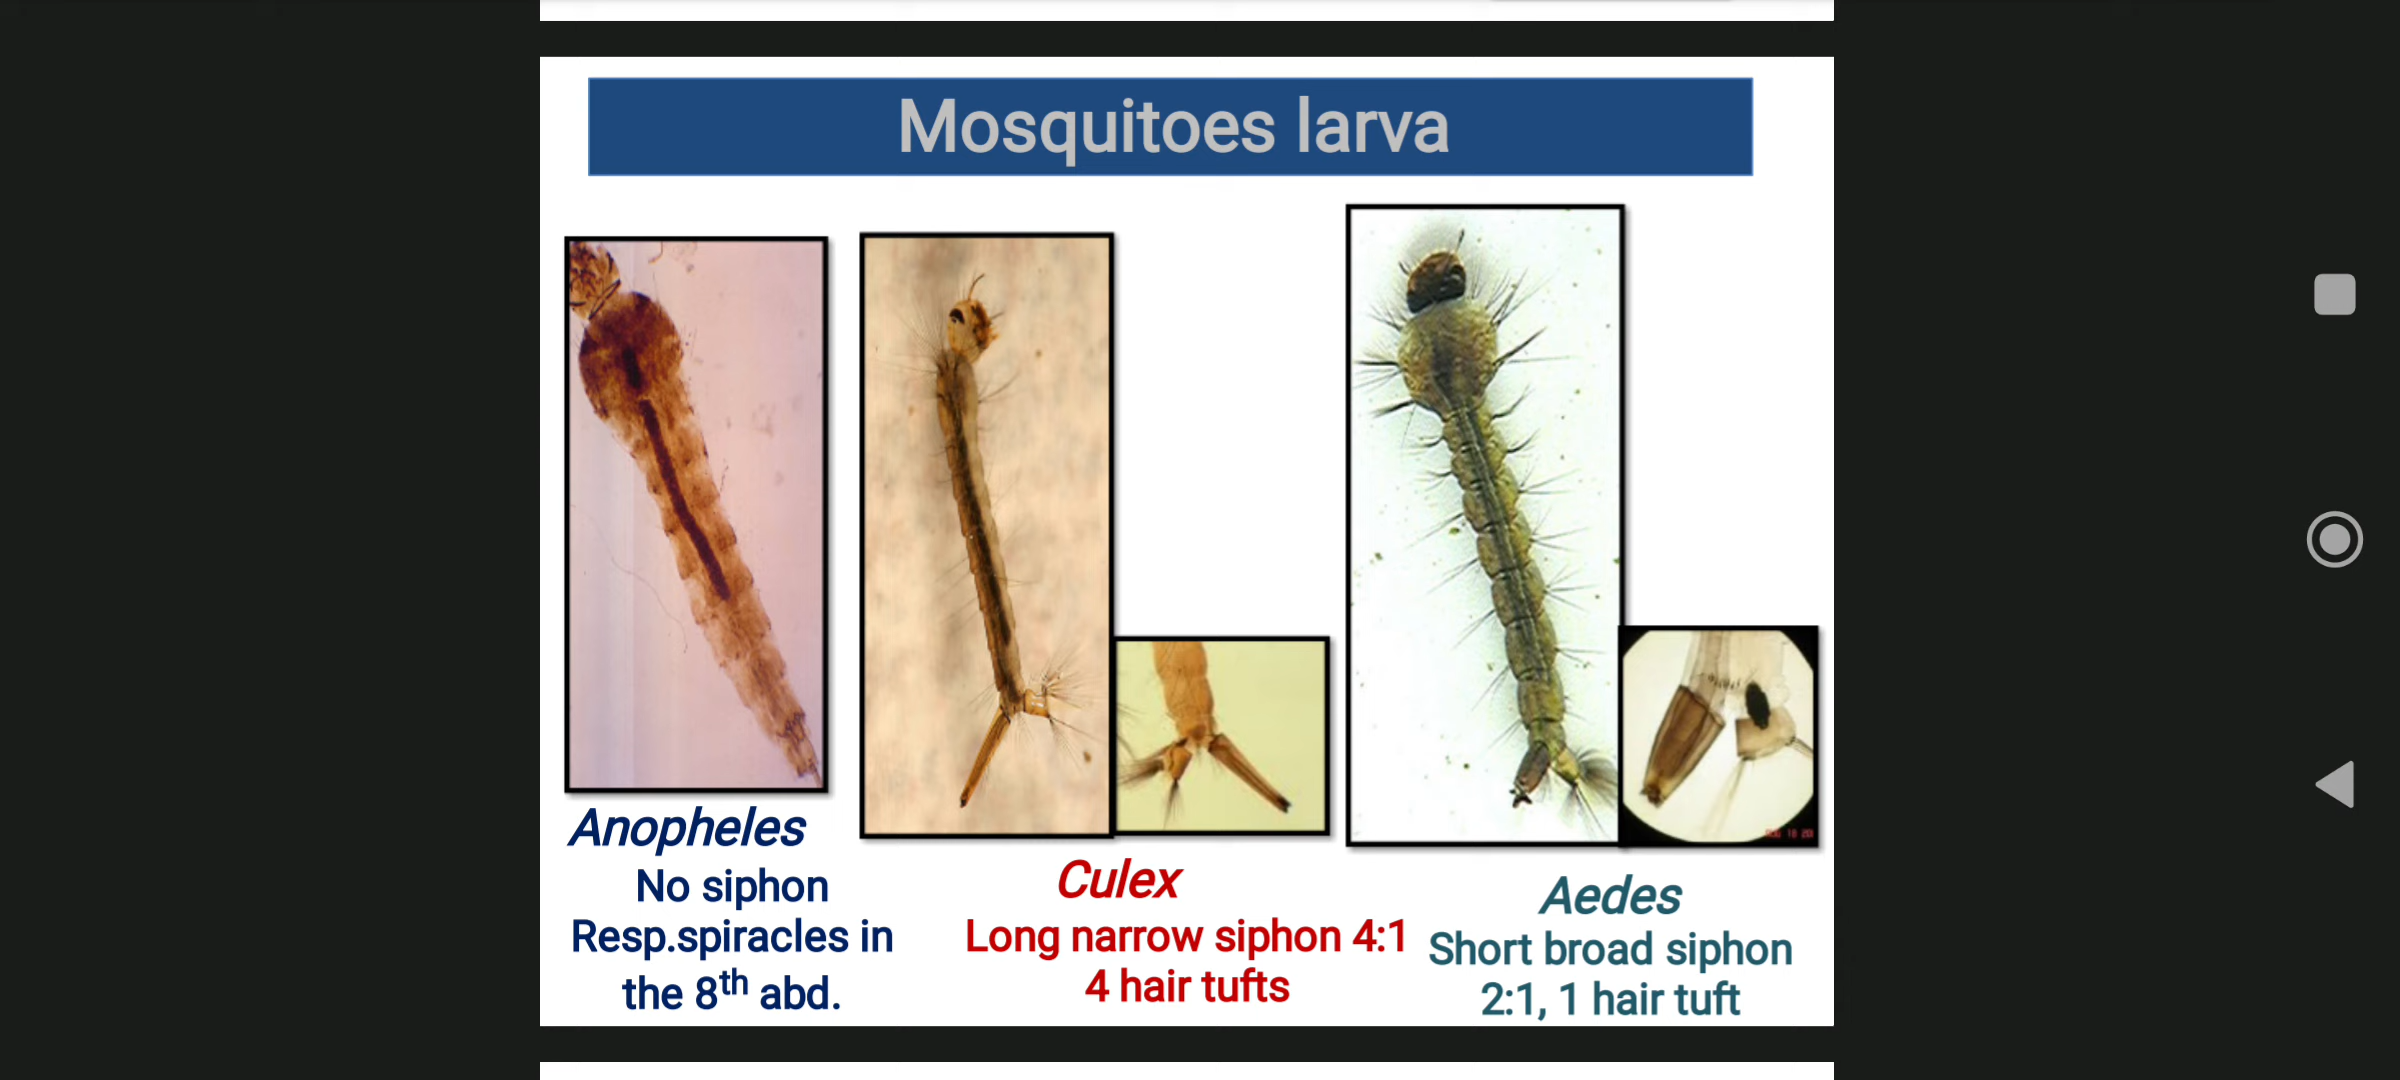 Mosquitoes larva
Anopheles
No siphon
Resp.spiracles in
the 8th abd.
Culex
Long narrow siphon 4:1
4 hair tufts
Aedes
Short broad siphon
2:1, 1 hair tuft